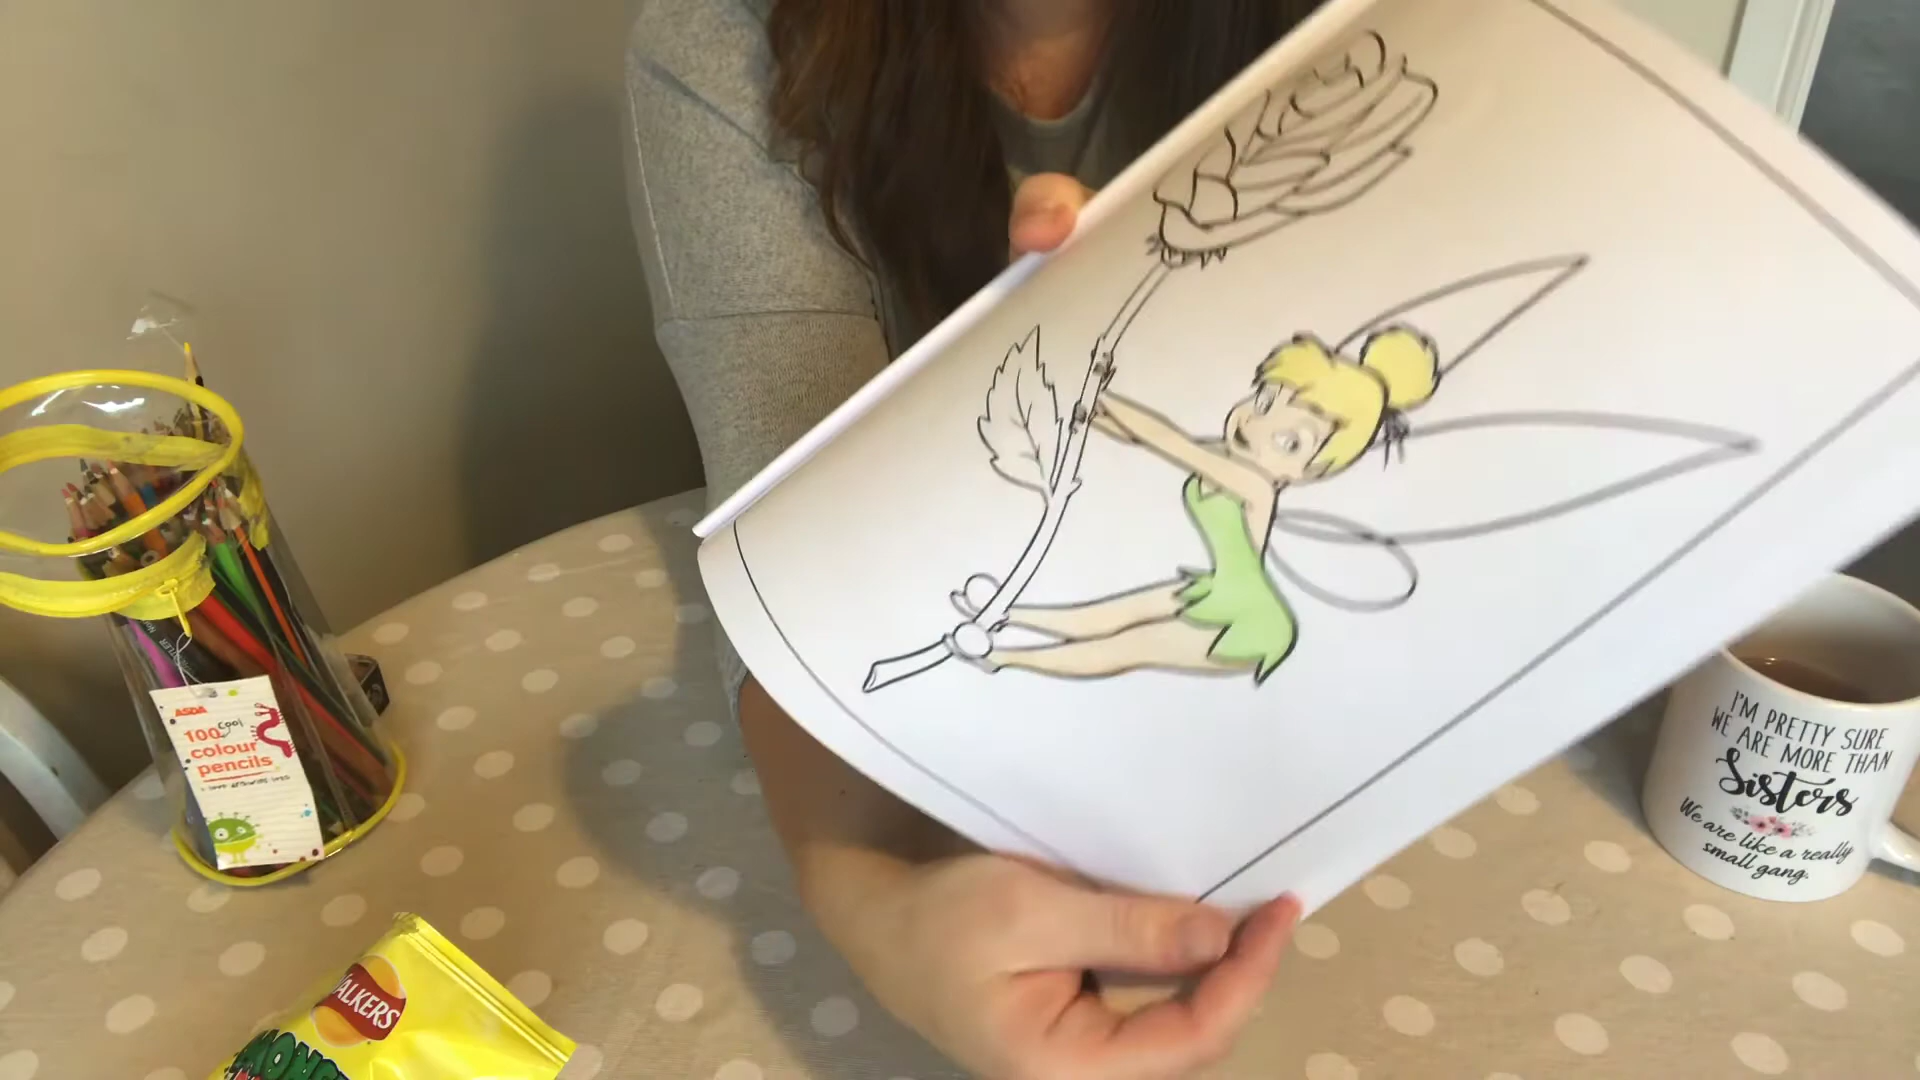 ASDA
100 cool
colour
pencils
WALKERS
MONS
I'M PRETTY SURE
WE ARE MORE THAN
Sisters
We are like a really
small gang.